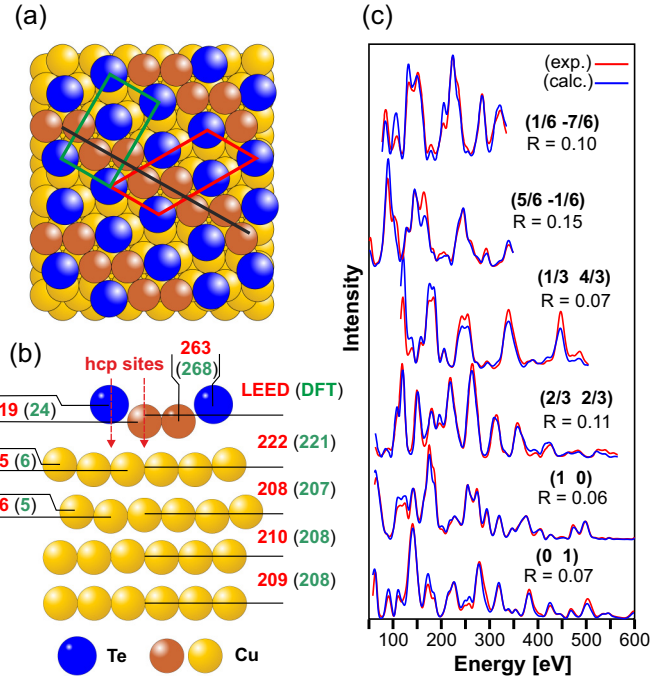 (a)
(b)
hcp sites
263
(268)
LEED (DFT)
19 (24)
222 (221)
5 (6)
208 (207)
6 (5)
210 (208)
209 (208)
Te
Cu
(c)
(exp.)
(calc.)
(1/6 -7/6)
R = 0.10
(5/6 -1/6)
R = 0.15
(1/3 4/3)
R = 0.07
(2/3 2/3)
R = 0.11
(1 0)
R = 0.06
(0 1)
R = 0.07
Intensity
100 200 300 400 500 600
Energy [eV]